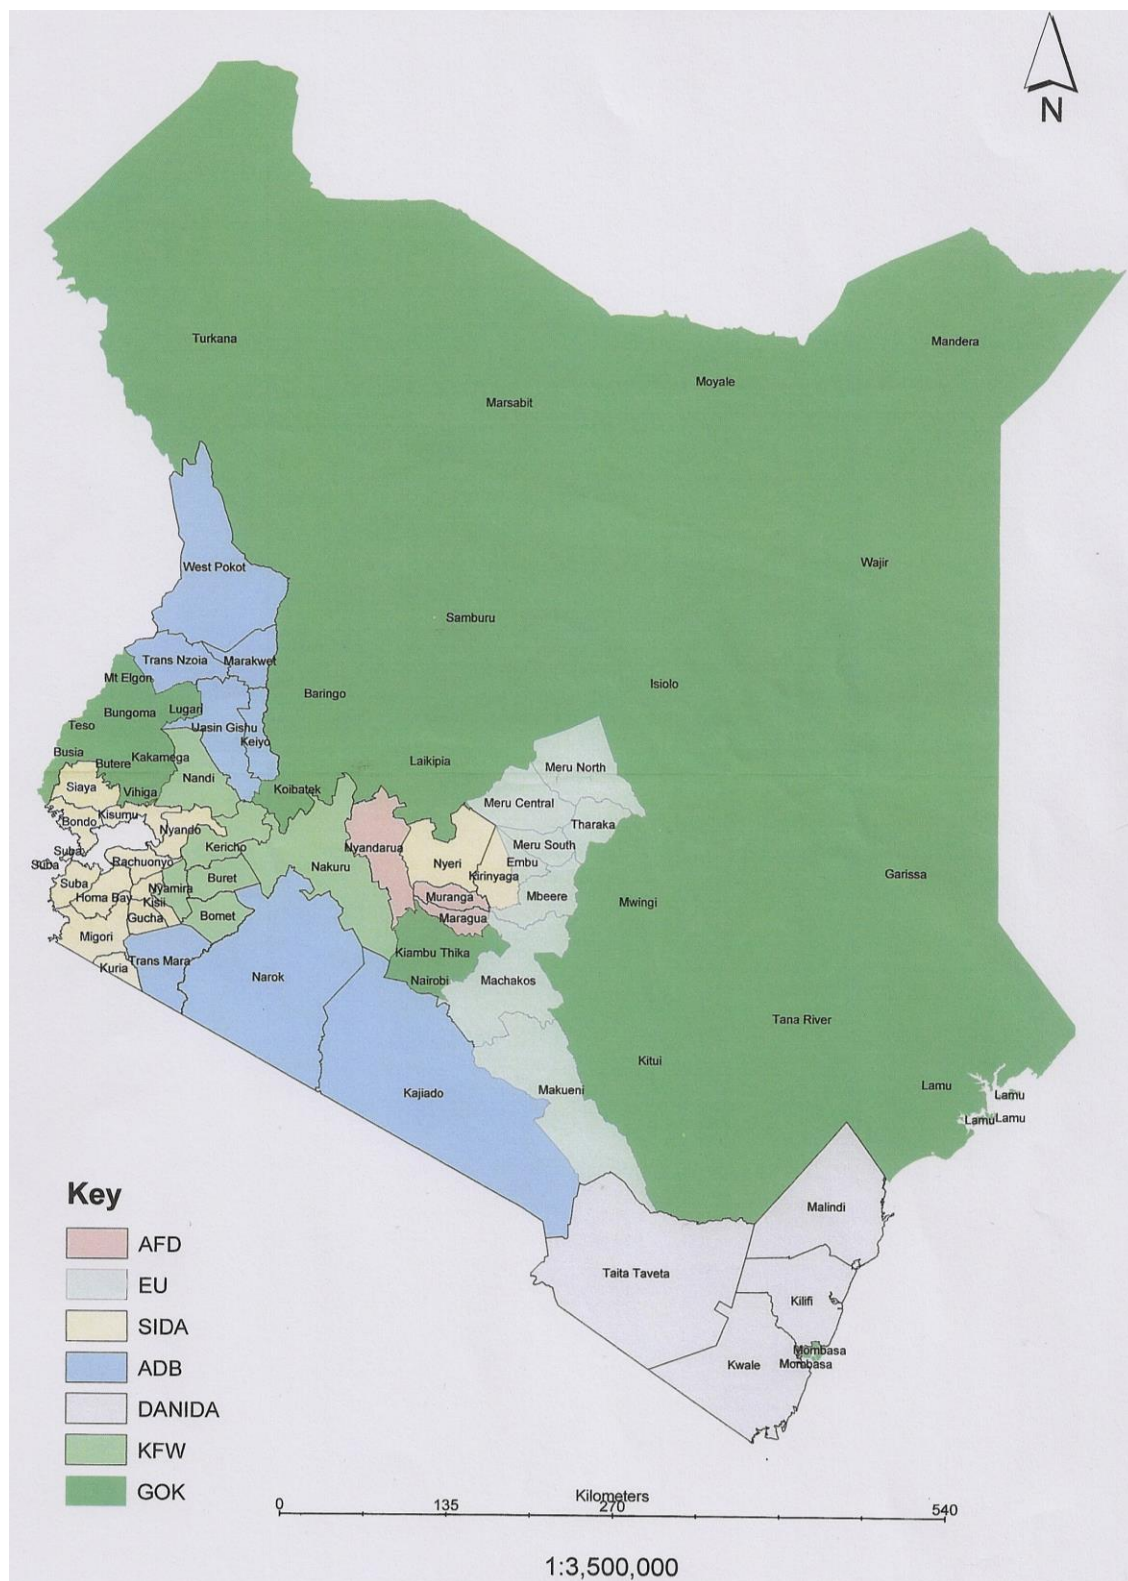 N
Turkana
Mandera
Moyale
Marsabit
West Pokot
Wajir
Samburu
Trans Nzoia
Marakwet
Mt Elgon
Isiolo
Baringo
Bungoma
Lugari
Teso
Uasin Gishu
Keiyo
Busia
Butere
Kakamega
Laikipia
Meru North
Nandi
Siaya
Vihiga
Koibatek
Meru Central
Bondo
Kisumu
Nyando
Tharaka
Suba
Kericho
Nyandarua
Meru South
Suba
Rachuonyo
Nakuru
Nyeri
Embu
Kirinyaga
Garissa
Suba
Nyamira
Buret
Homa Bay
Kisii
Muranga
Mbeere
Mwingi
Gucha
Bomet
Maragua
Migori
Kiambu Thika
Kuria
Trans Mara
Narok
Nairobi
Machakos
Tana River
Kitui
Kajiado
Makueni
Lamu
Lamu
Lamu
Lamu
Malindi
Taita Taveta
Kilifi
Mombasa
Kwale
Mombasa
Key
AFD
EU
SIDA
ADB
DANIDA
KFW
GOK
Kilometers
0 135 270 540
1:3,500,000